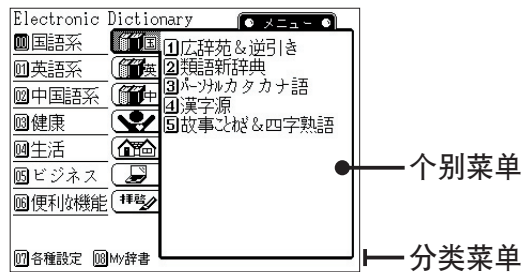 Electronic Dictionary
メニュー
00国語系 国
01英語系 英
02中国語系 中
03健康
04生活
05ビジネス
06便利な機能 拝啓
07各種設定 08My辞書
1広辞苑&逆引き
2類語新辞典
3パーソナルカタカナ語
4漢字源
5故事ことわざ&四字熟語
个别菜单
分类菜单